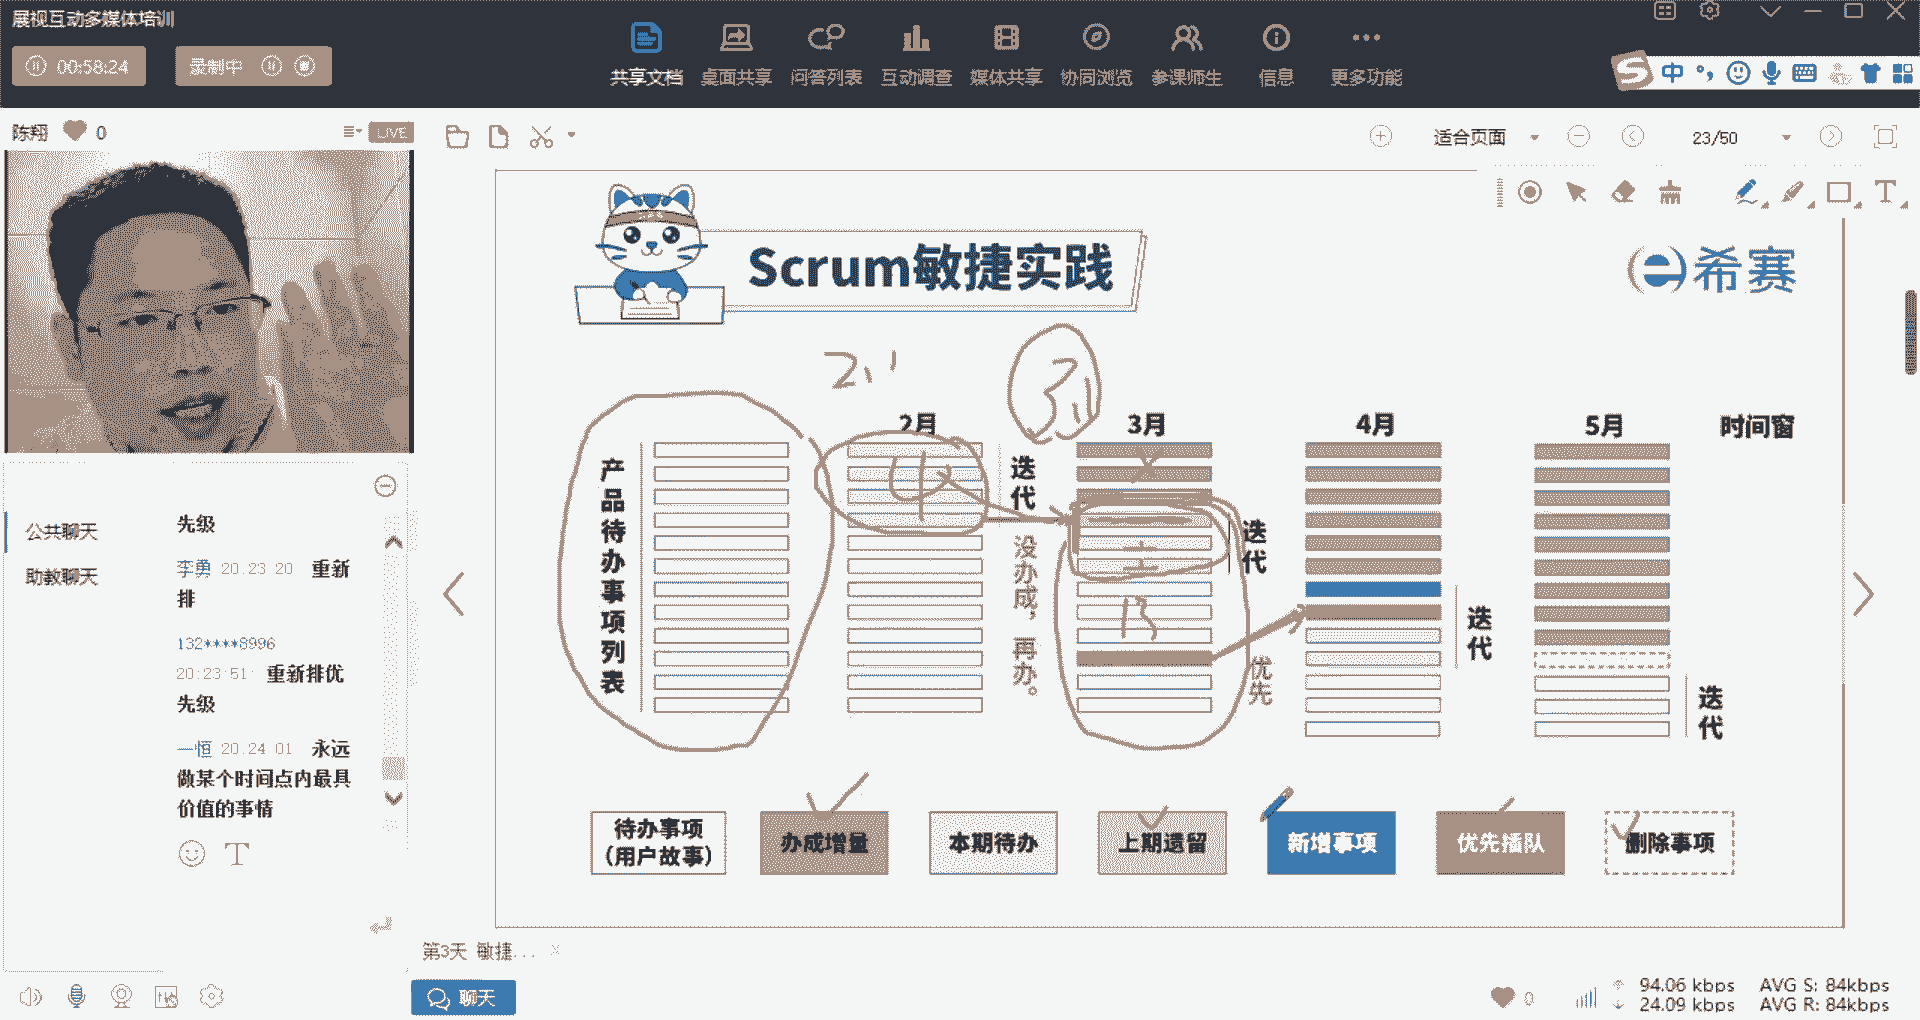 展视互动多媒体培训
00:58:24
录制中
共享文档 桌面共享 问答列表 互动调查 媒体共享 协同浏览 参课师生 信息 更多功能
中
陈翔 0
LIVE
适合页面
23/50
Scrum敏捷实践
希赛
2月 3月 4月 5月 时间窗
产品待办事项列表
迭代
没办成，再办。
迭代
优先
迭代
迭代
4
待办事项
（用户故事）
办成增量
本期待办
上期遗留
新增事项
优先插队
删除事项
公共聊天
助教聊天
先级
李勇 20:23:20 重新
排
132****8996
20:23:51 重新排优
先级
一恒 20:24:01 永远
做某个时间点内最具
价值的事情
第3天 敏捷...
聊天
0
94.06 kbps AVG S: 84kbps
24.09 kbps AVG R: 84kbps